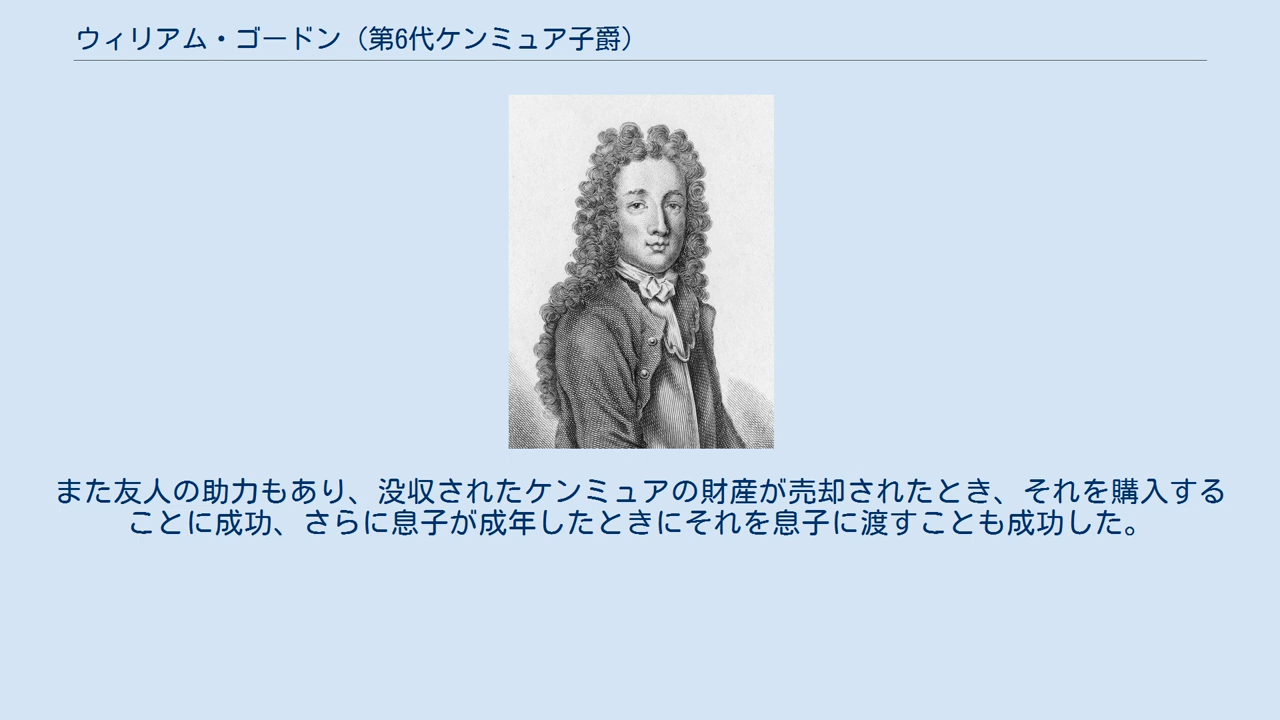 ウィリアム・ゴードン（第6代ケンミュア子爵）
また友人の助力もあり、没収されたケンミュアの財産が売却されたとき、それを購入する
ことに成功、さらに息子が成年したときにそれを息子に渡すことも成功した。